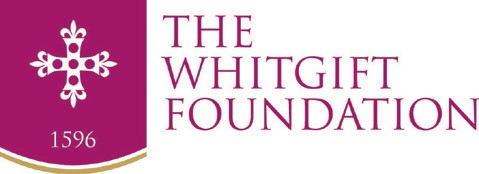 1596
THE
WHITGIFT
FOUNDATION